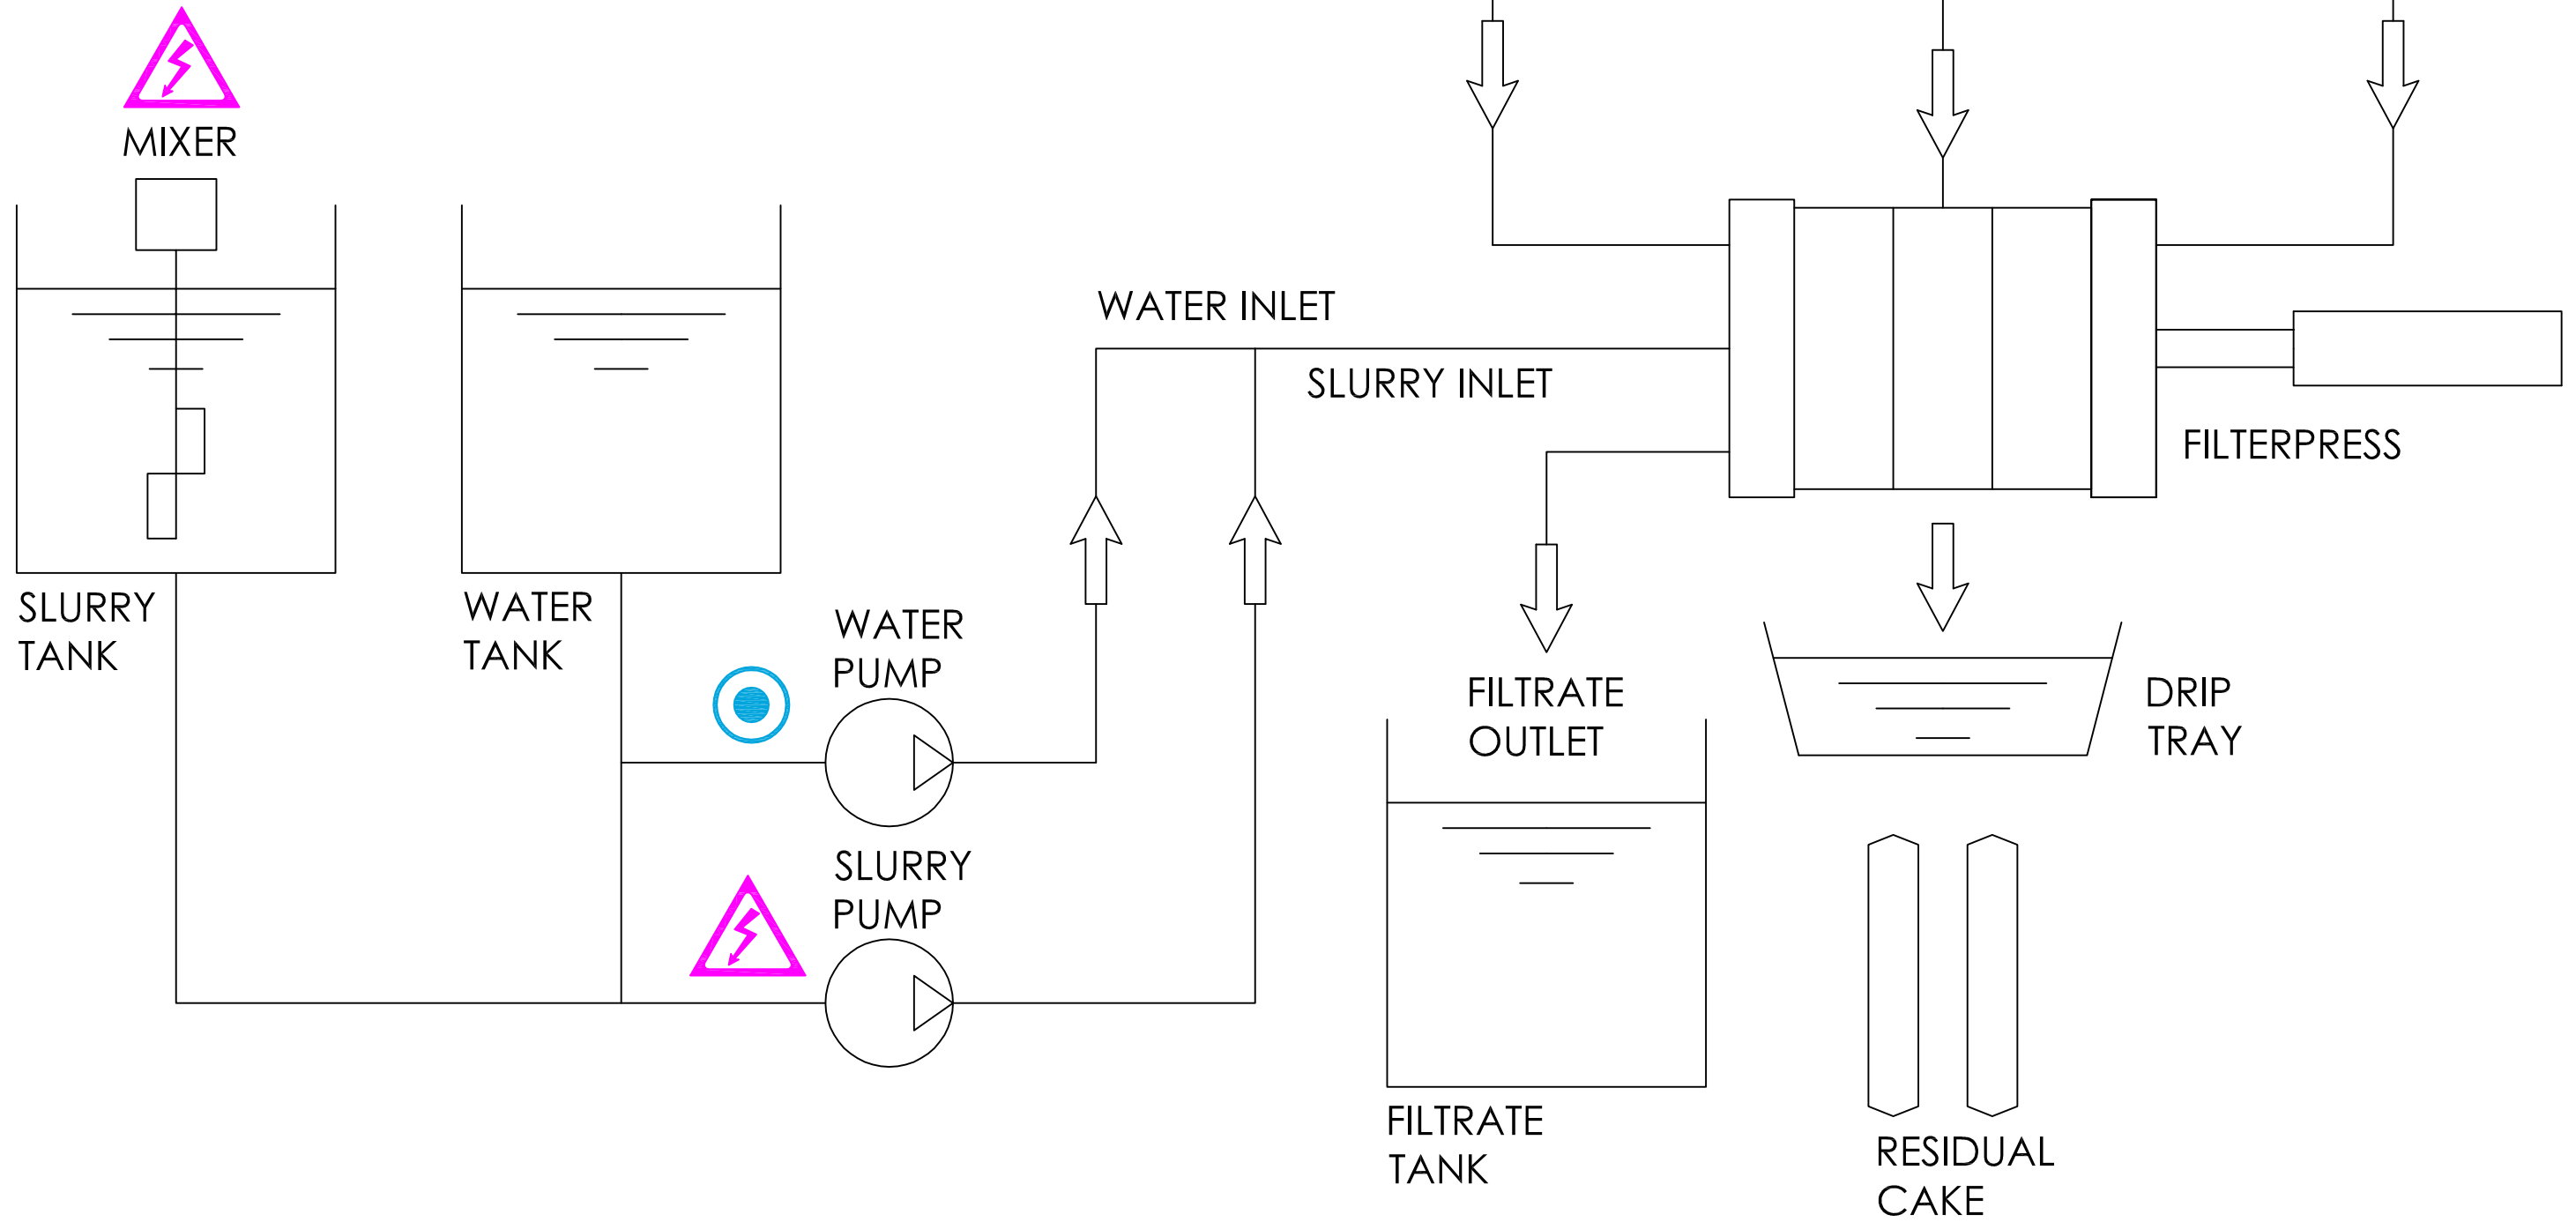 MIXER
WATER INLET
SLURRY INLET
FILTERPRESS
SLURRY
TANK
WATER
TANK
WATER
PUMP
FILTRATE
OUTLET
DRIP
TRAY
SLURRY
PUMP
FILTRATE
TANK
RESIDUAL
CAKE